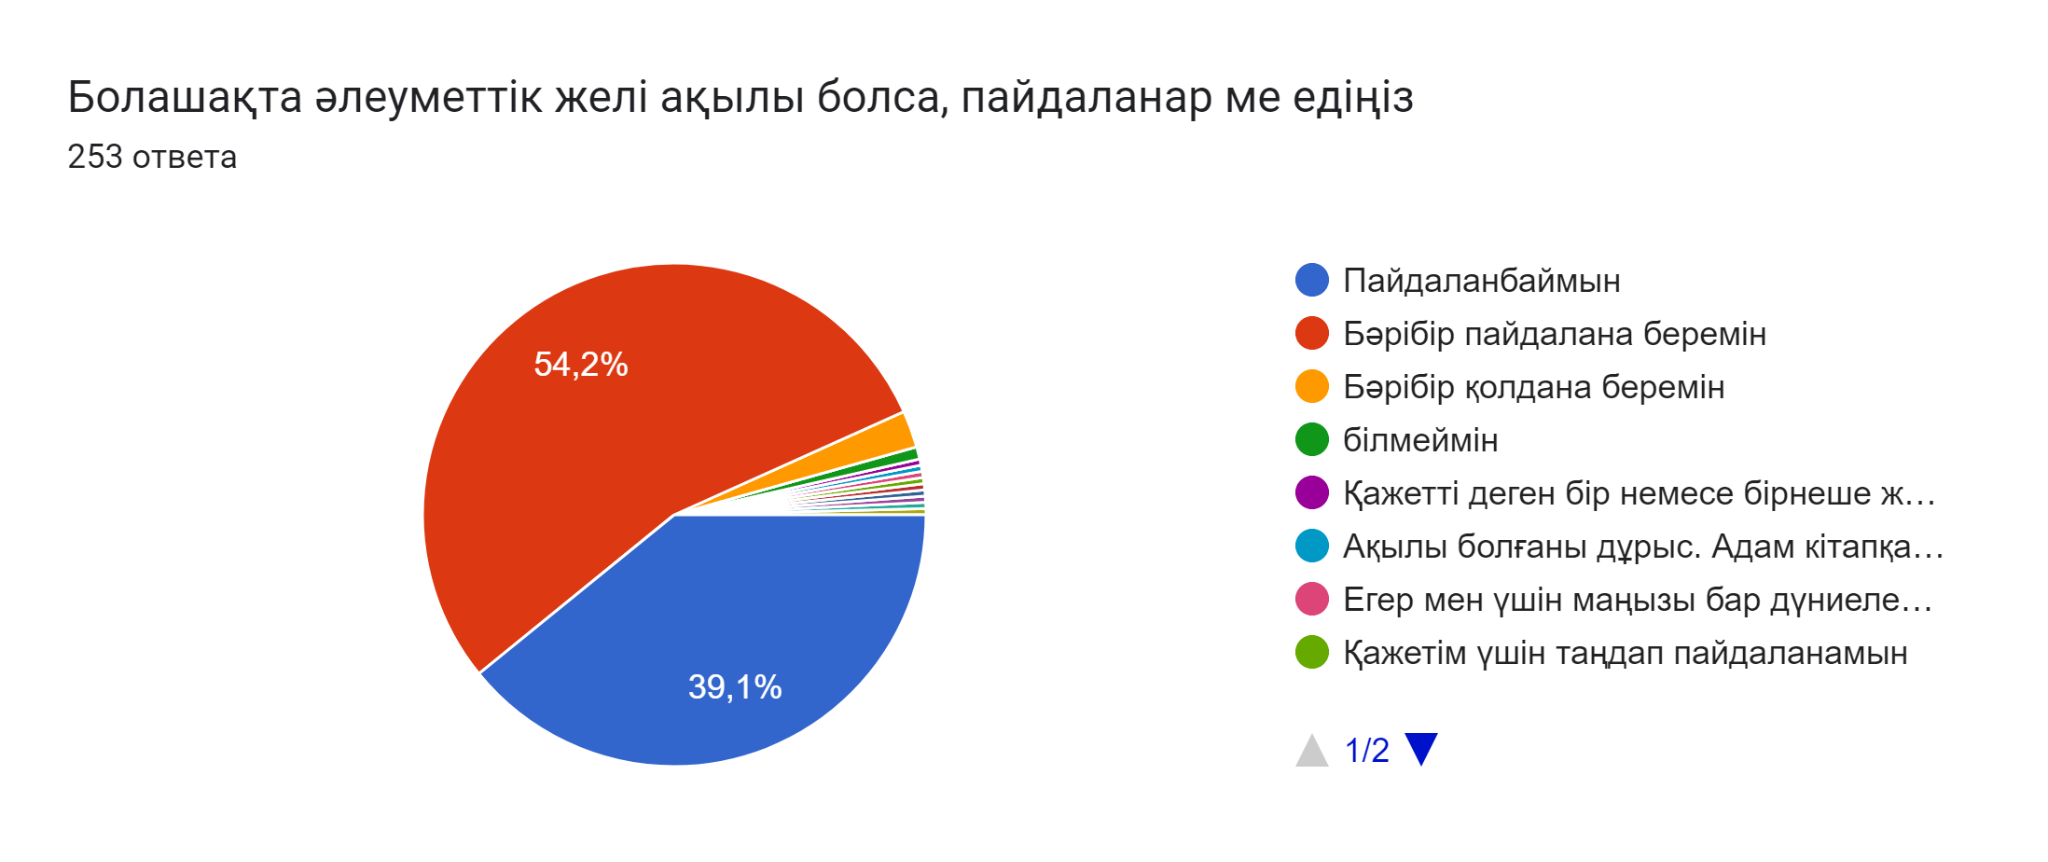 Болашақта әлеуметтік желі ақылы болса, пайдаланар ме едіңіз
253 ответа
54,2%
39,1%
Пайдаланбаймын
Бәрібір пайдалана беремін
Бәрібір қолдана беремін
білмеймін
Қажетті деген бір немесе бірнеше ж...
Ақылы болғаны дұрыс. Адам кітапқа...
Егер мен үшін маңызы бар дүниеле...
Қажетім үшін таңдап пайдаланамын
1/2